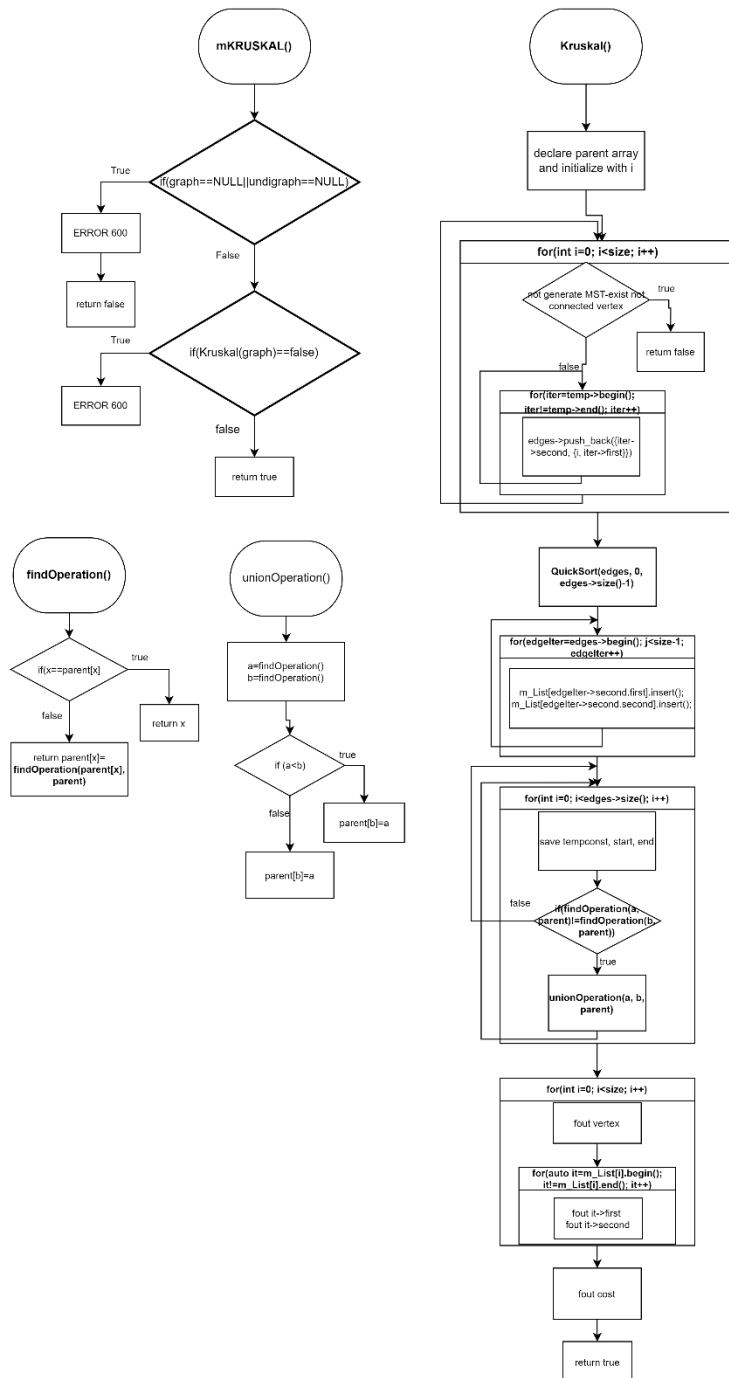 mKRUSKAL()
True
if(graph==NULL||undigraph==NULL)
ERROR 600
return false
False
True
if(Kruskal(graph)==false)
ERROR 600
false
return true
findOperation()
if(x==parent[x]
true
return x
false
return parent[x]=
findOperation(parent[x],
parent)
unionOperation()
a=findOperation()
b=findOperation()
if (a<b)
true
parent[b]=a
false
parent[b]=a
Kruskal()
declare parent array
and initialize with i
for(int i=0; i<size; i++)
not generate MST-exist not
connected vertex
true
return false
false
for(iter=temp->begin();
iter!=temp->end(); iter++)
edges->push_back({iter-
>second, {i, iter->first}})
QuickSort(edges, 0,
edges->size()-1)
for(edgeIter=edges->begin(); j<size-1;
edgeIter++)
m_List[edgeIter->second.first].insert();
m_List[edgeIter->second.second].insert();
for(int i=0; i<edges->size(); i++)
save tempconst, start, end
false
if(findOperation(a,
parent)!=findOperation(b,
parent))
true
unionOperation(a, b,
parent)
for(int i=0; i<size; i++)
fout vertex
for(auto it=m_List[i].begin();
it!=m_List[i].end(); it++)
fout it->first
fout it->second
fout cost
return true